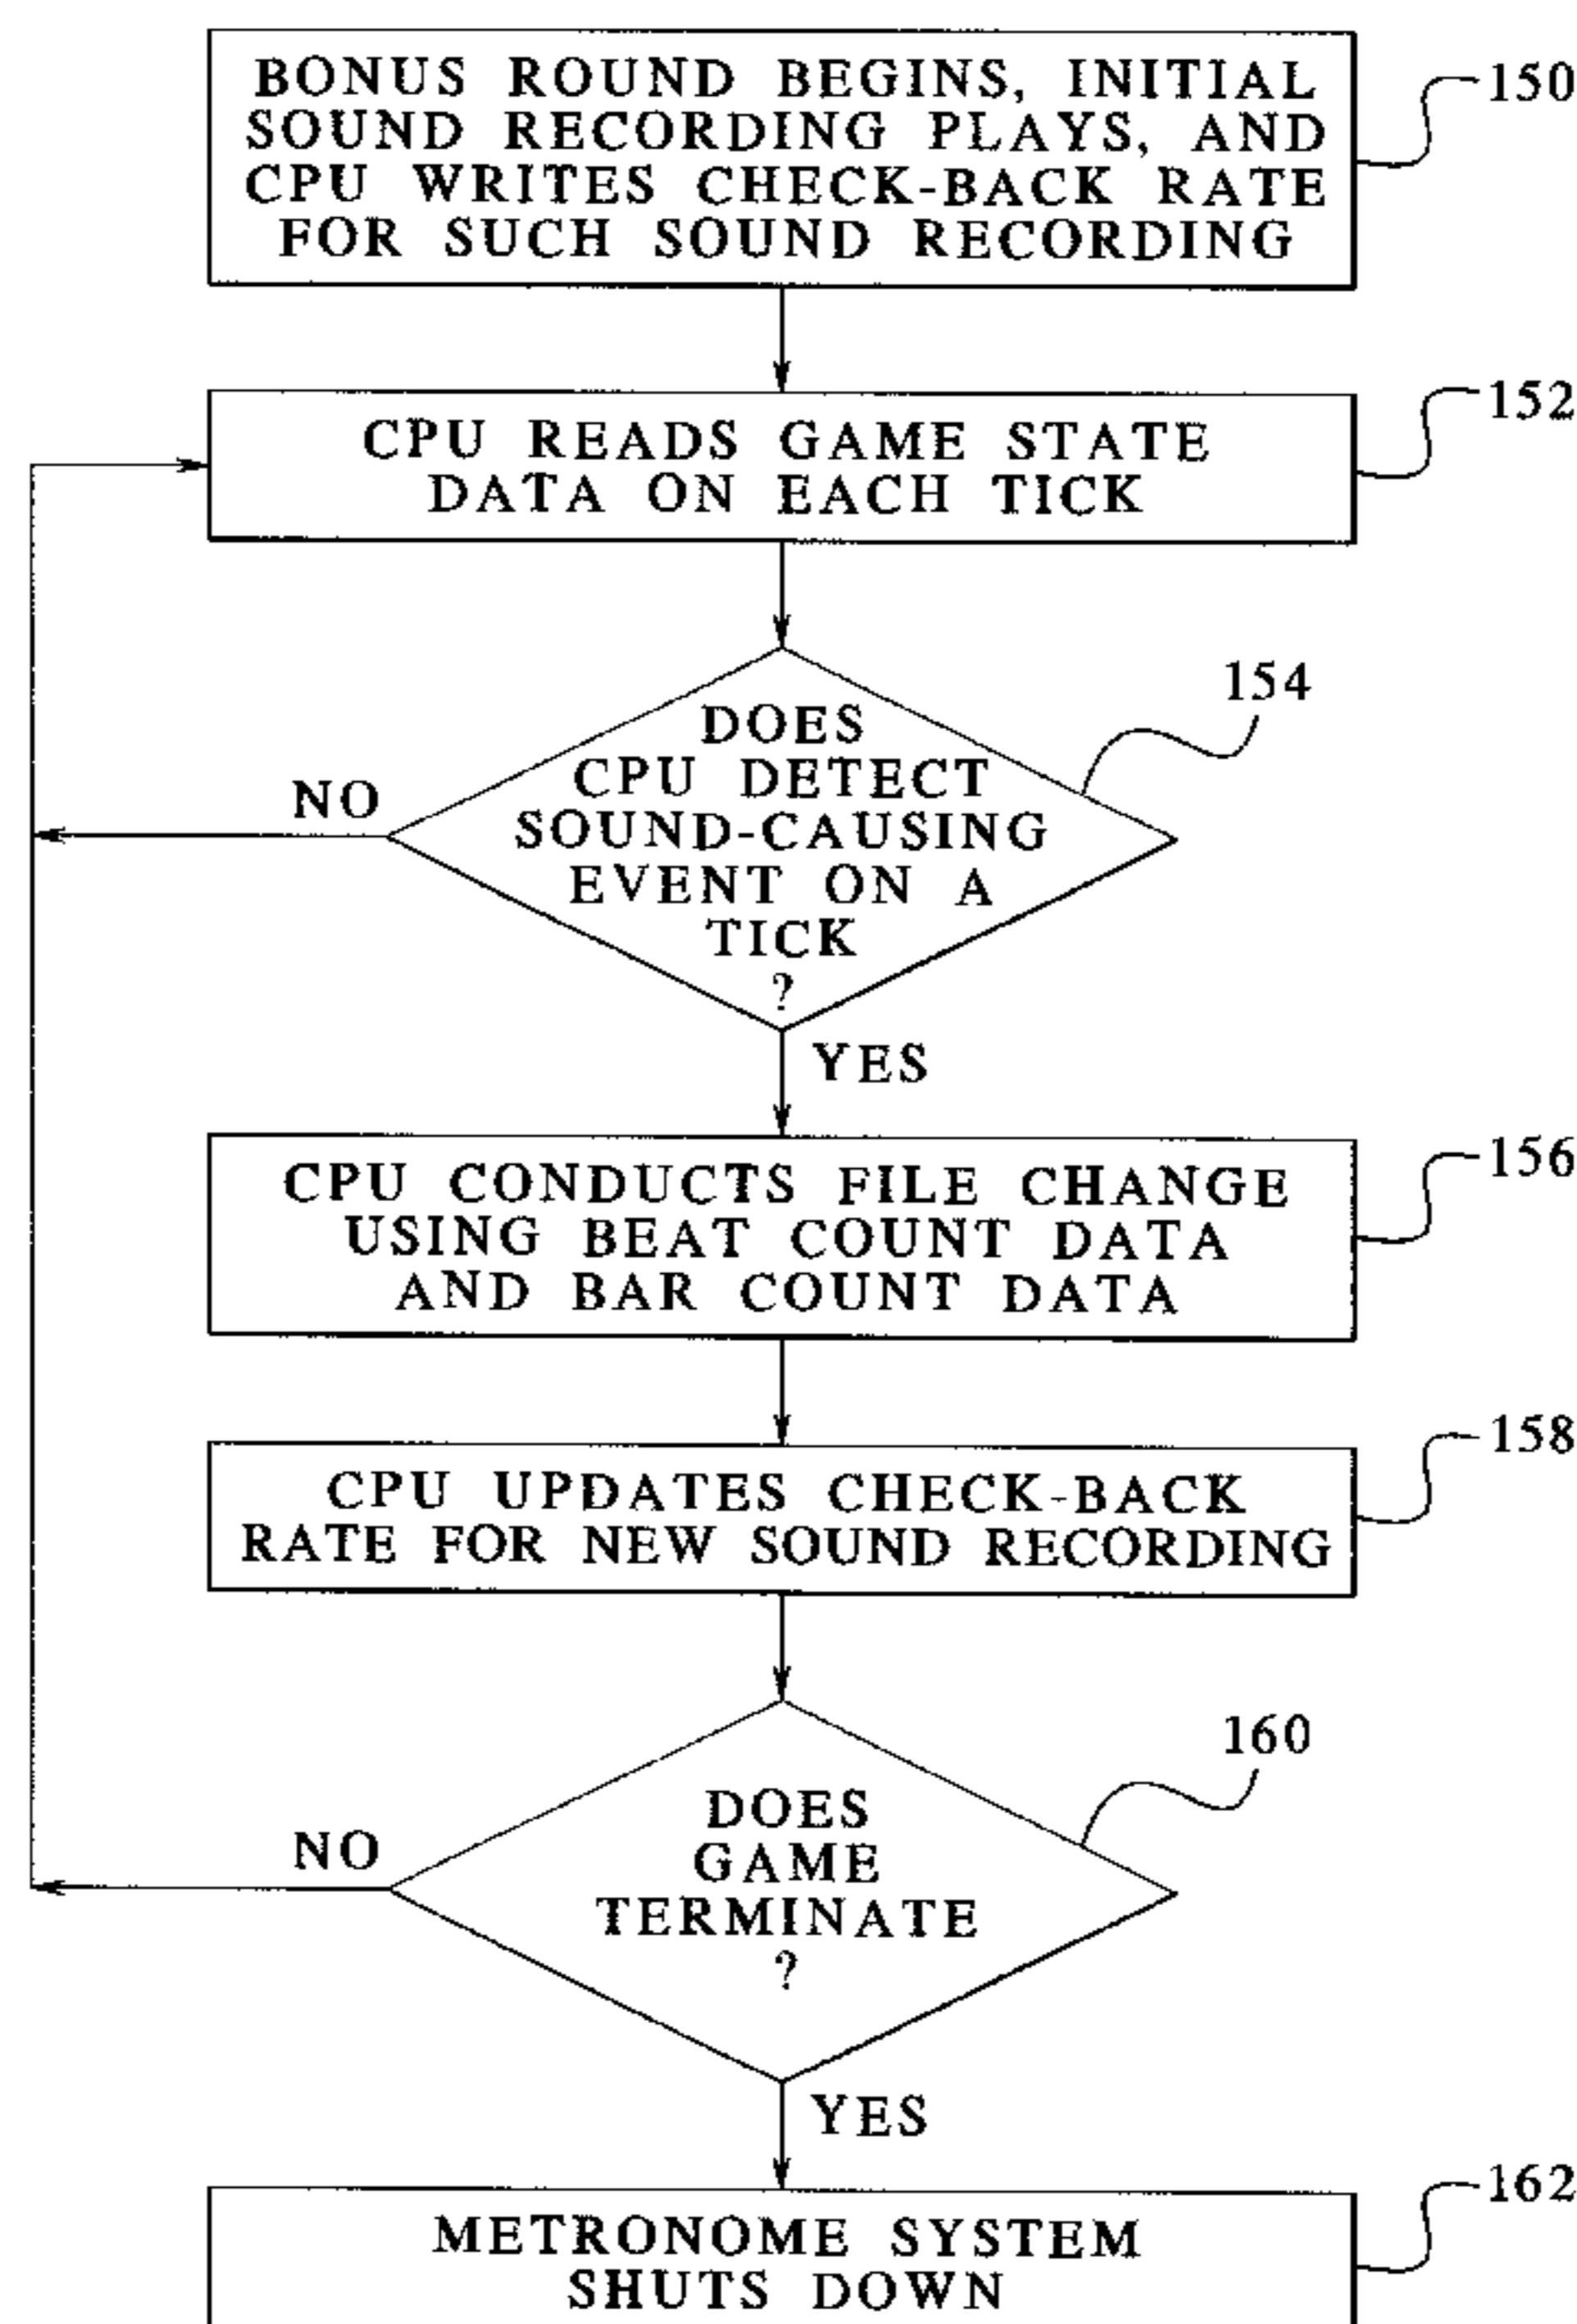 BONUS ROUND BEGINS, INITIAL
SOUND RECORDING PLAYS, AND
CPU WRITES CHECK-BACK RATE
FOR SUCH SOUND RECORDING
150
CPU READS GAME STATE
DATA ON EACH TICK
152
DOES
CPU DETECT
SOUND-CAUSING
EVENT ON A
TICK
?
154
NO
YES
CPU CONDUCTS FILE CHANGE
USING BEAT COUNT DATA
AND BAR COUNT DATA
156
CPU UPDATES CHECK-BACK
RATE FOR NEW SOUND RECORDING
158
DOES
GAME
TERMINATE
?
160
NO
YES
METRONOME SYSTEM
SHUTS DOWN
162